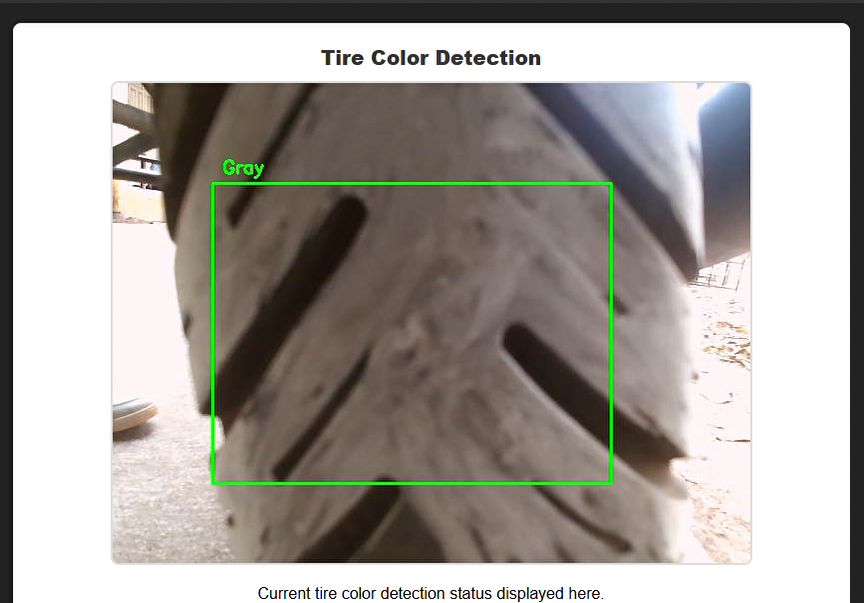 Tire Color Detection
Gray
Current tire color detection status displayed here.